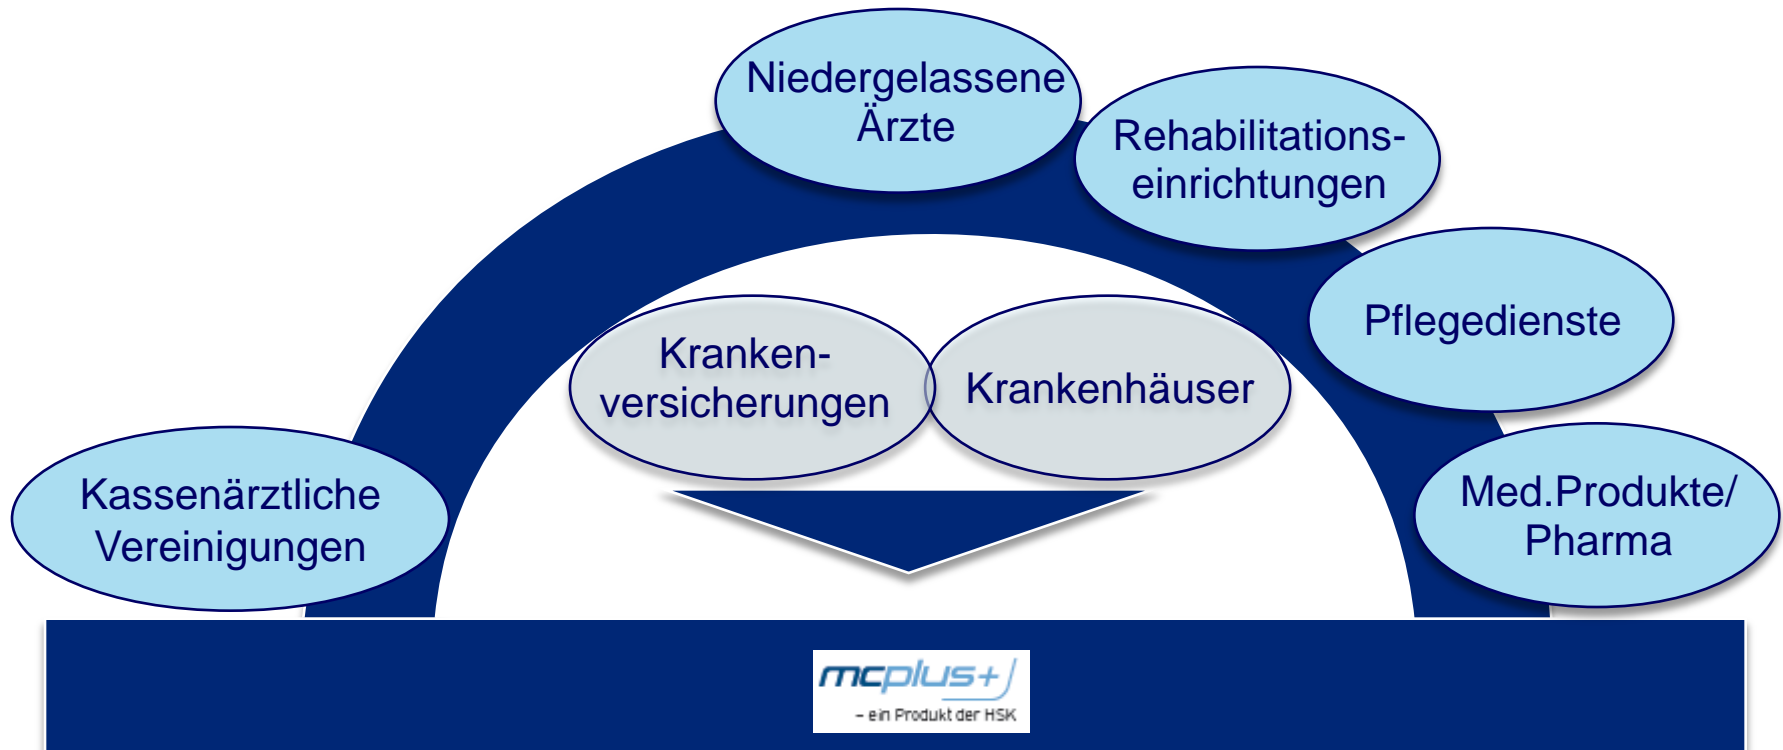 Niedergelassene
Ärzte
Rehabilitations-
einrichtungen
Pflegedienste
Kranken-
versicherungen
Krankenhäuser
Kassenärztliche
Vereinigungen
Med.Produkte/
Pharma
mcplus+
- ein Produkt der HSK